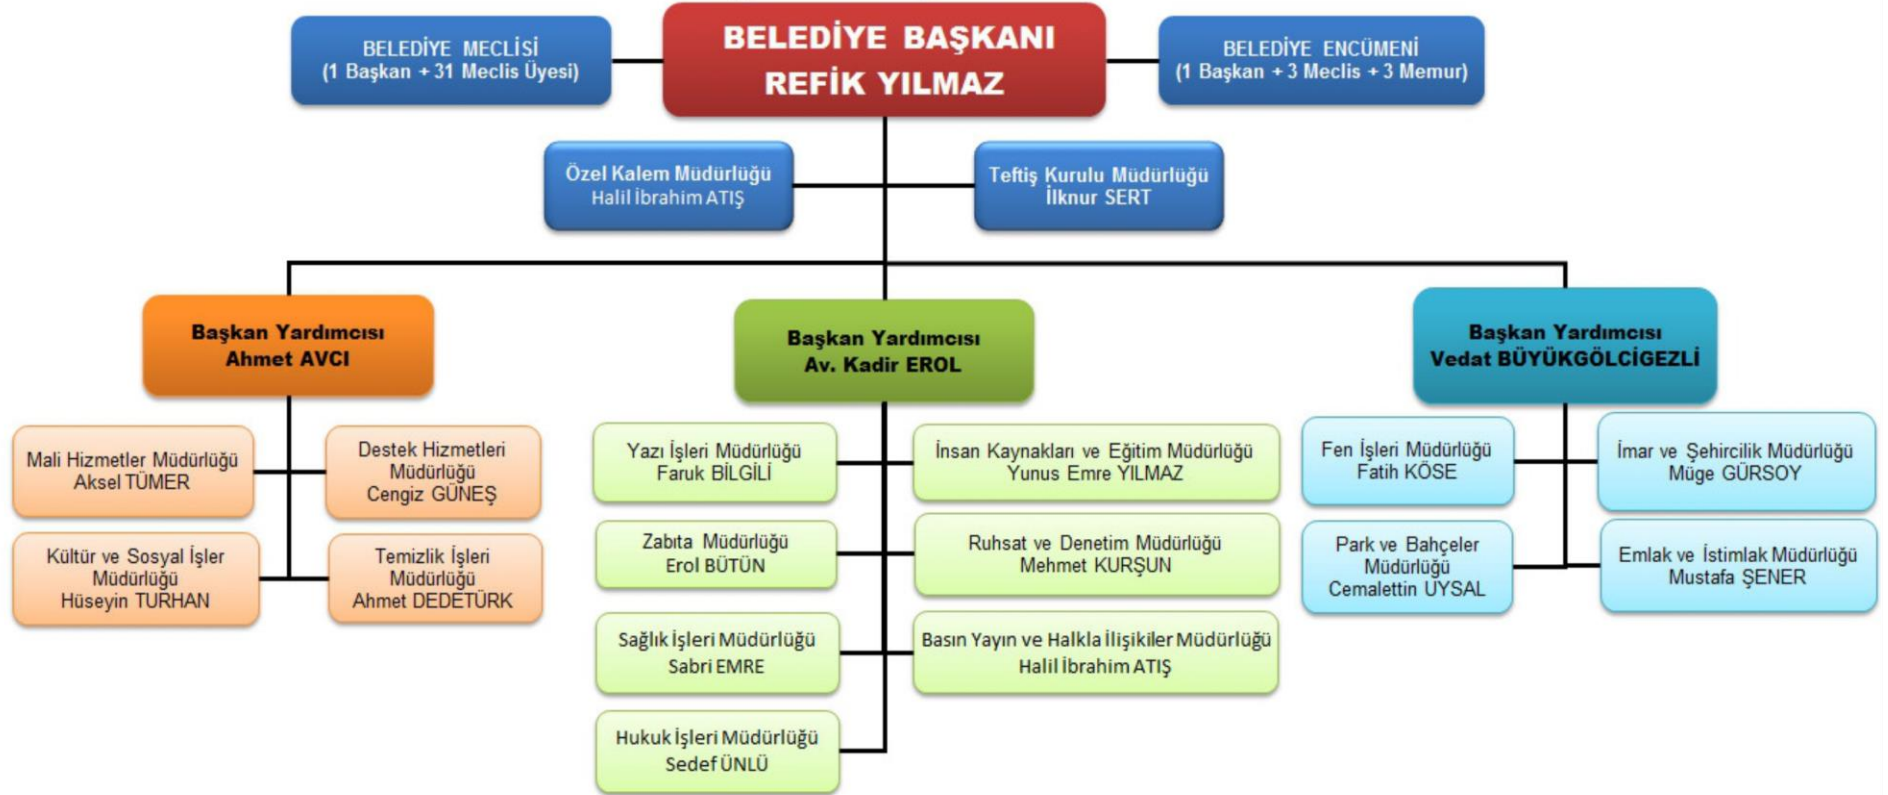 BELEDİYE MECLİSİ
(1 Başkan + 31 Meclis Üyesi)
BELEDİYE BAŞKANI
REFİK YILMAZ
BELEDİYE ENCÜMENİ
(1 Başkan + 3 Meclis + 3 Memur)
Özel Kalem Müdürlüğü
Halil İbrahim ATIŞ
Teftiş Kurulu Müdürlüğü
İlknur SERT
Başkan Yardımcısı
Ahmet AVCI
Başkan Yardımcısı
Av. Kadir EROL
Başkan Yardımcısı
Vedat BÜYÜKGÖLCİGEZLİ
Mali Hizmetler Müdürlüğü
Aksel TÜMER
Destek Hizmetleri
Müdürlüğü
Cengiz GÜNEŞ
Kültür ve Sosyal İşler
Müdürlüğü
Hüseyin TURHAN
Temizlik İşleri
Müdürlüğü
Ahmet DEDETÜRK
Yazı İşleri Müdürlüğü
Faruk BİLGİLİ
İnsan Kaynakları ve Eğitim Müdürlüğü
Yunus Emre YILMAZ
Zabıta Müdürlüğü
Erol BÜTÜN
Ruhsat ve Denetim Müdürlüğü
Mehmet KURŞUN
Sağlık İşleri Müdürlüğü
Sabri EMRE
Basın Yayın ve Halkla İlişikiler Müdürlüğü
Halil İbrahim ATIŞ
Hukuk İşleri Müdürlüğü
Sedef ÜNLÜ
Fen İşleri Müdürlüğü
Fatih KÖSE
İmar ve Şehircilik Müdürlüğü
Müge GÜRSOY
Park ve Bahçeler
Müdürlüğü
Cemalettin UYSAL
Emlak ve İstimlak Müdürlüğü
Mustafa ŞENER